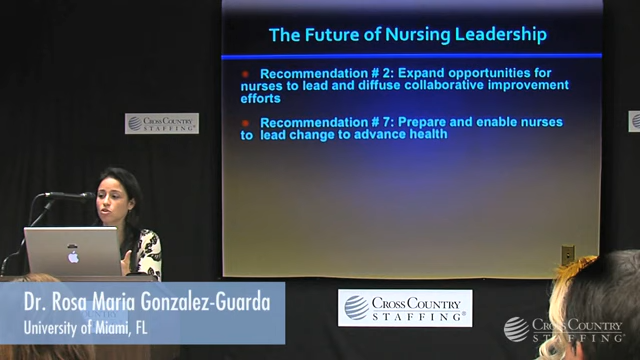 The Future of Nursing Leadership
Recommendation # 2: Expand opportunities for
nurses to lead and diffuse collaborative improvement
efforts
Recommendation # 7: Prepare and enable nurses
to lead change to advance health
CROSS COUNTRY
STAFFING®
Dr. Rosa Maria Gonzalez-Guarda
University of Miami, FL
CROSS COUNTRY
STAFFING®
CROSS COUNTRY
STAFFING®